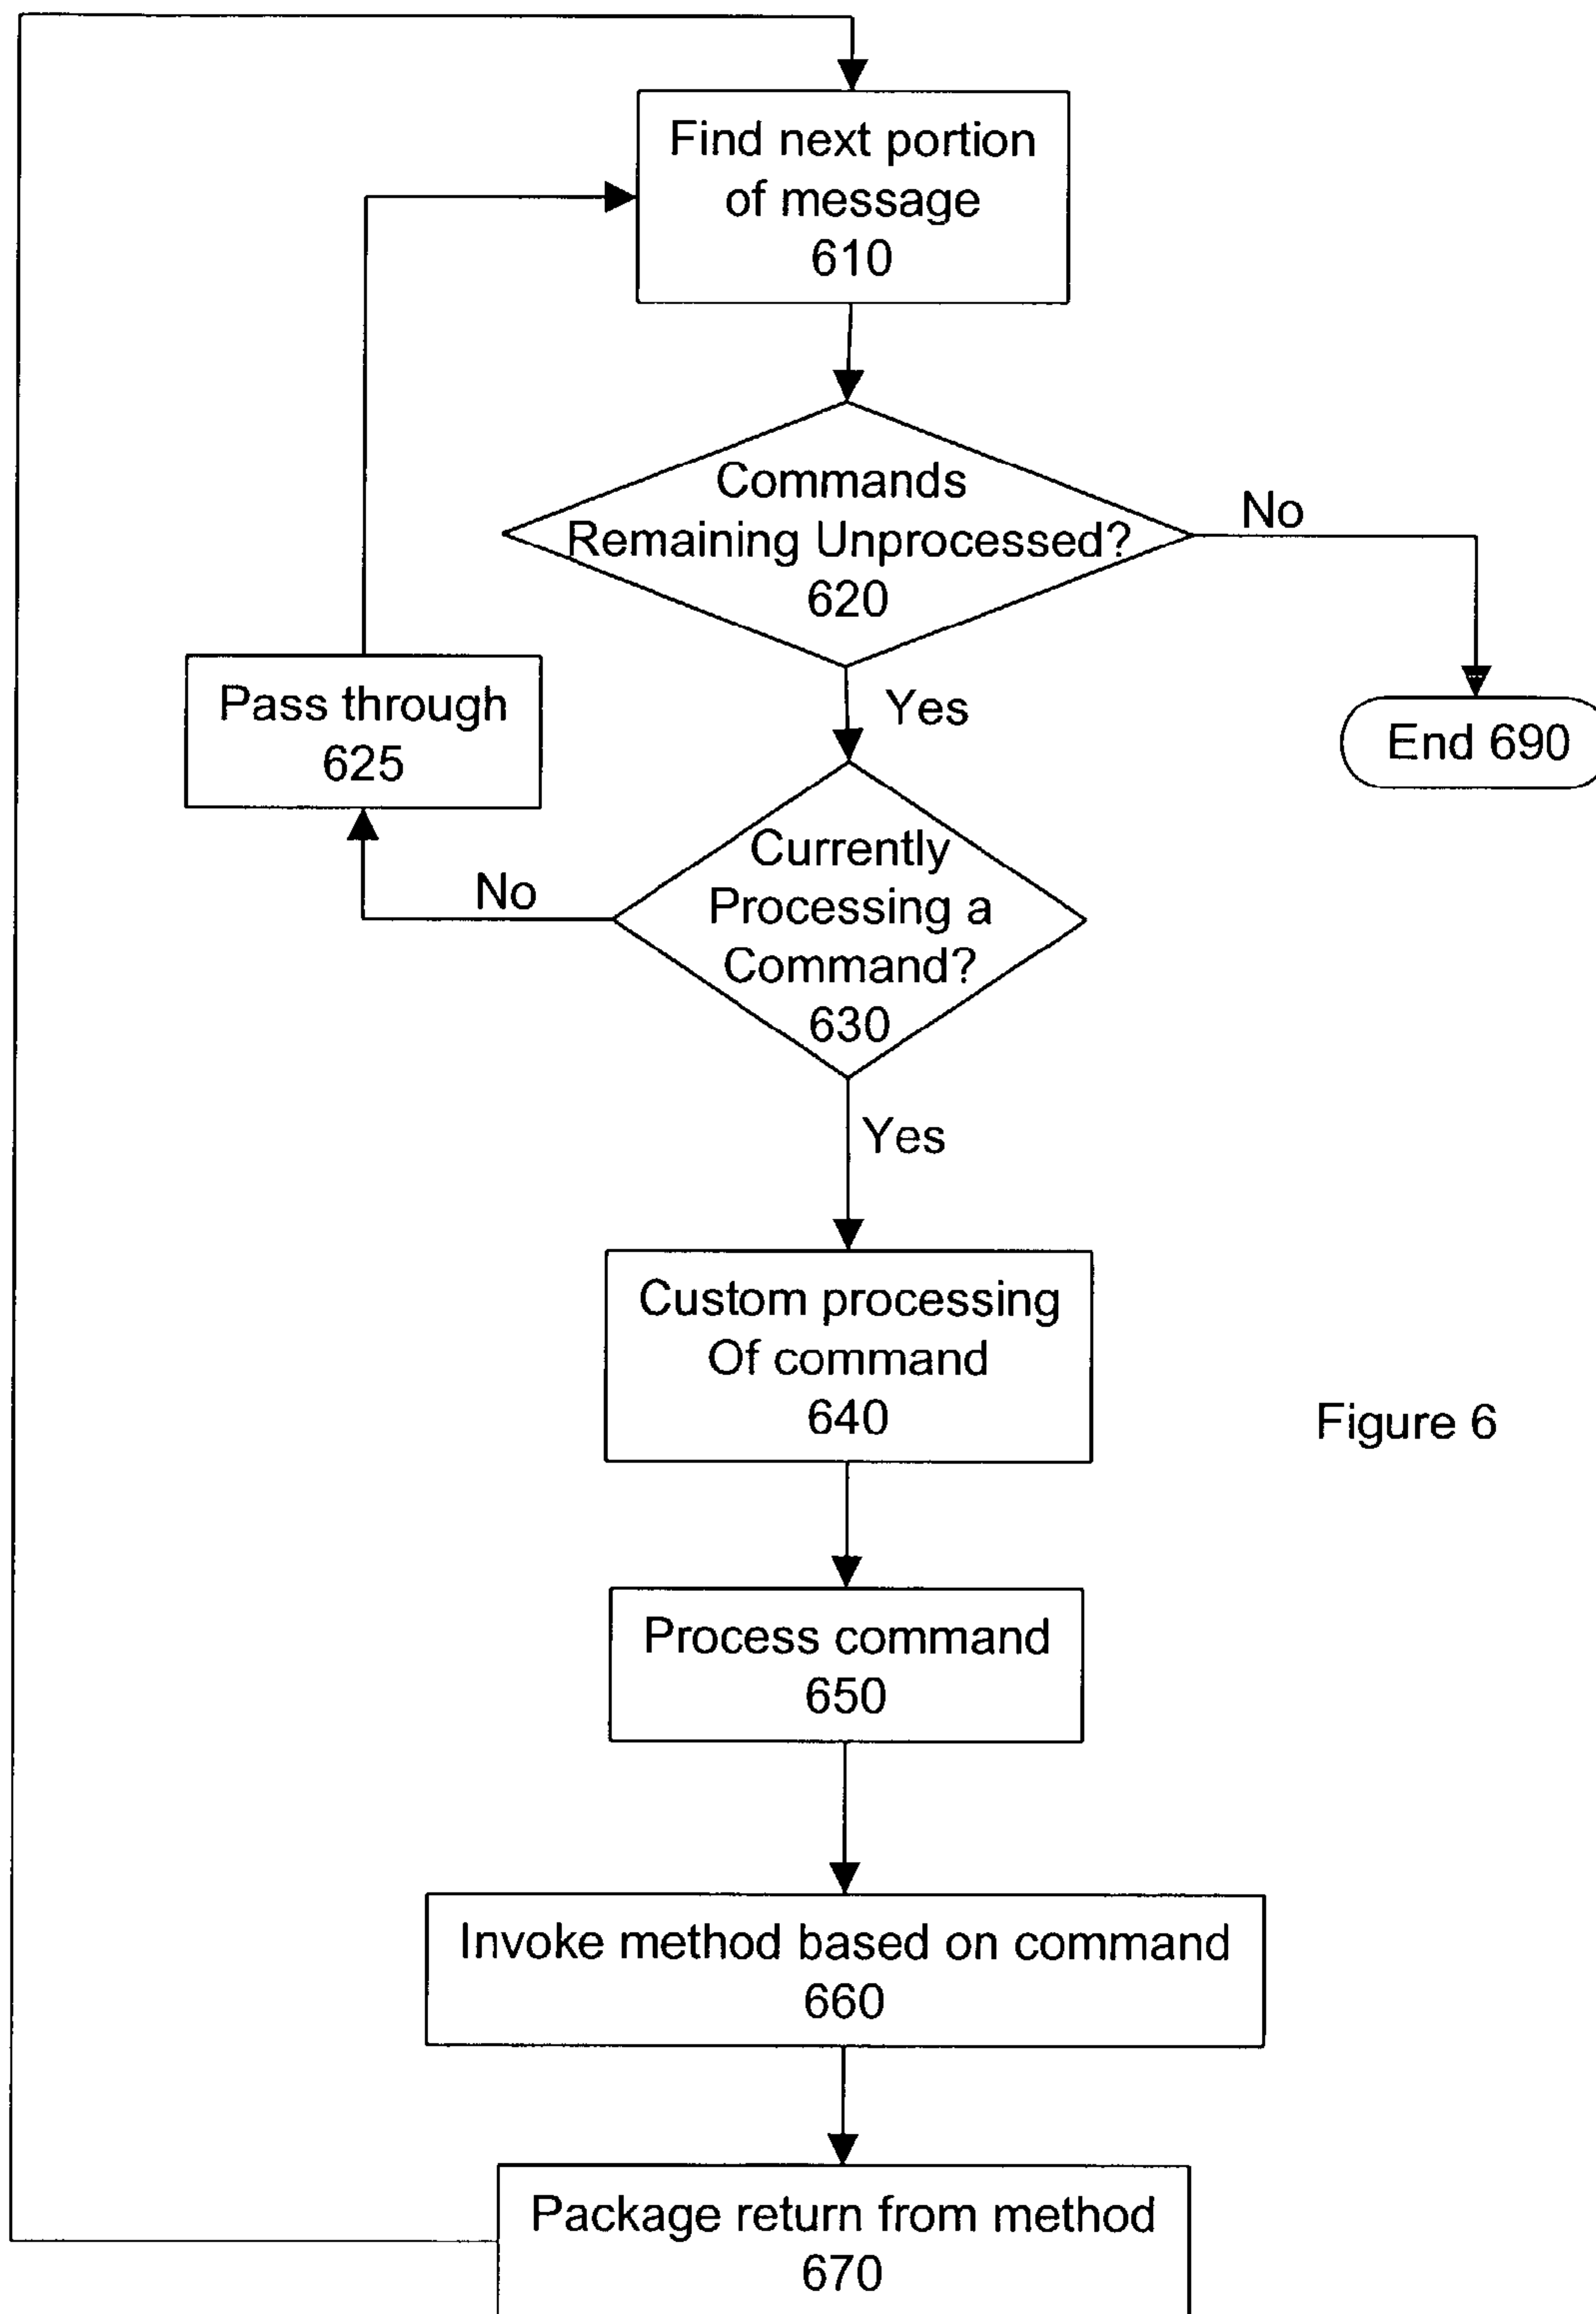 Find next portion
of message
610
Commands
Remaining Unprocessed?
620
No
Yes
Pass through
625
End 690
Currently
Processing a
Command?
630
No
Yes
Custom processing
Of command
640
Figure 6
Process command
650
Invoke method based on command
660
Package return from method
670